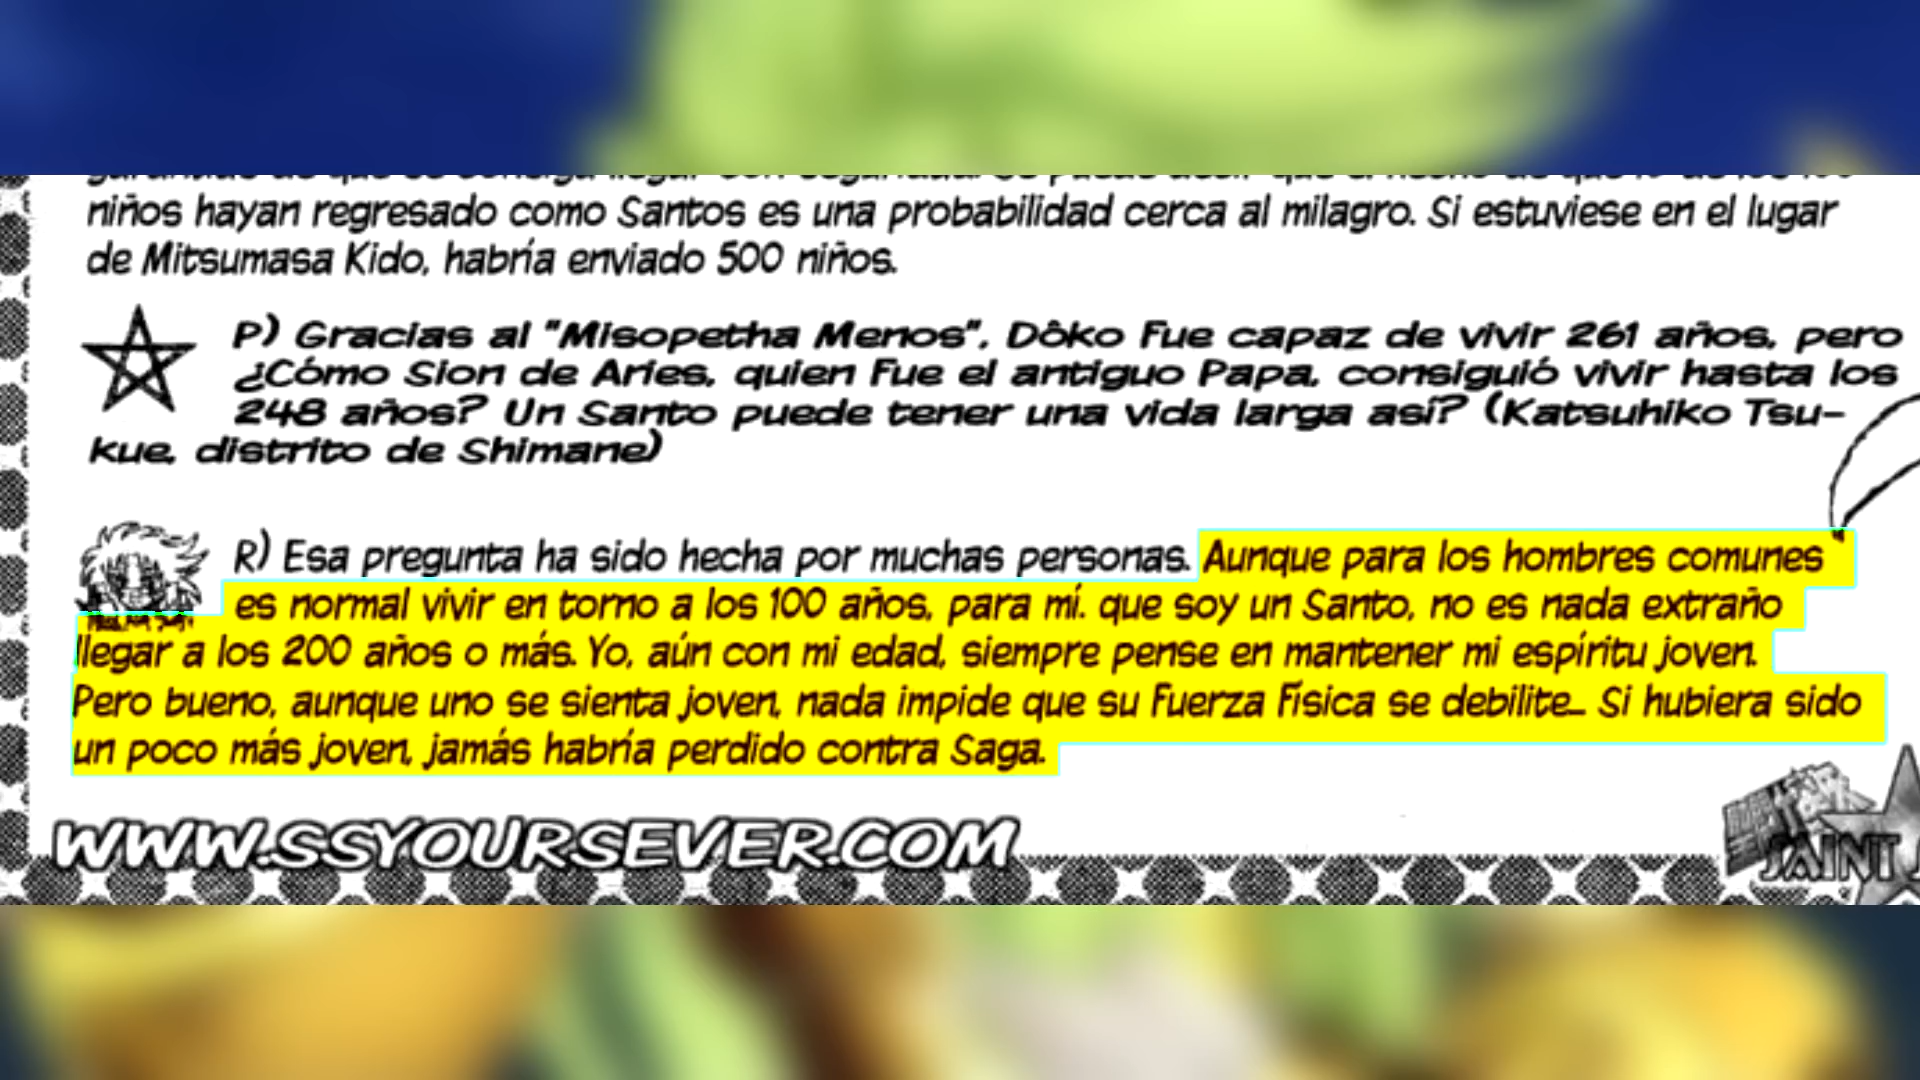 niños hayan regresado como Santos es una probabilidad cerca al milagro. Si estuviese en el lugar
de Mitsumasa Kido, habría enviado 500 niños.
P) Gracias al "Misopetha Menos", Dôko Fue capaz de vivir 261 años, pero
¿Cómo Sion de Aries, quien Fue el antiguo Papa, consiguió vivir hasta los
248 años? Un Santo puede tener una vida larga así? (Katsuhiko Tsu-
kue, distrito de Shimane)
R) Esa pregunta ha sido hecha por muchas personas. Aunque para los hombres comunes
es normal vivir en torno a los 100 años, para mí. que soy un Santo, no es nada extraño
llegar a los 200 años o más. Yo, aún con mi edad, siempre pense en mantener mi espíritu joven.
Pero bueno, aunque uno se sienta joven, nada impide que su Fuerza Física se debilite... Si hubiera sido
un poco más joven, jamás habría perdido contra Saga.
WWW.SSYOURSEVER.COM
SAINT